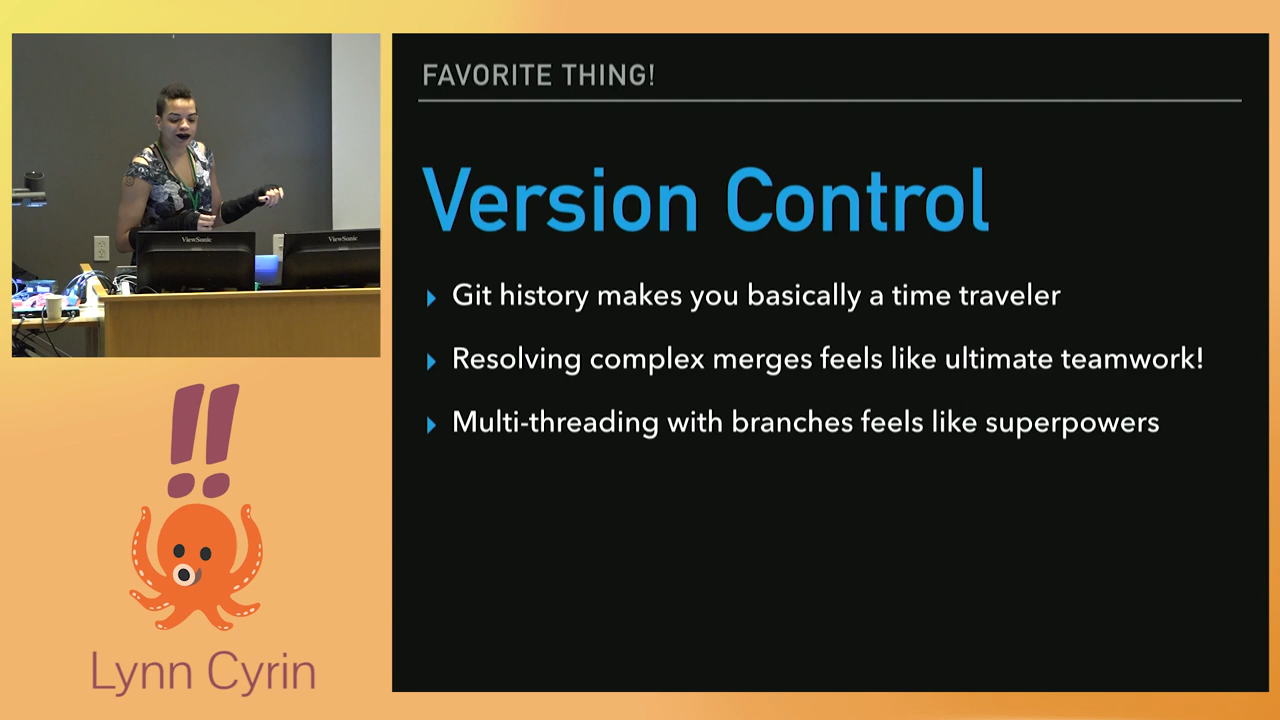 FAVORITE THING!
Version Control
Git history makes you basically a time traveler
Resolving complex merges feels like ultimate teamwork!
Multi-threading with branches feels like superpowers
ViewSonic
ViewSonic
!!
Lynn Cyrin